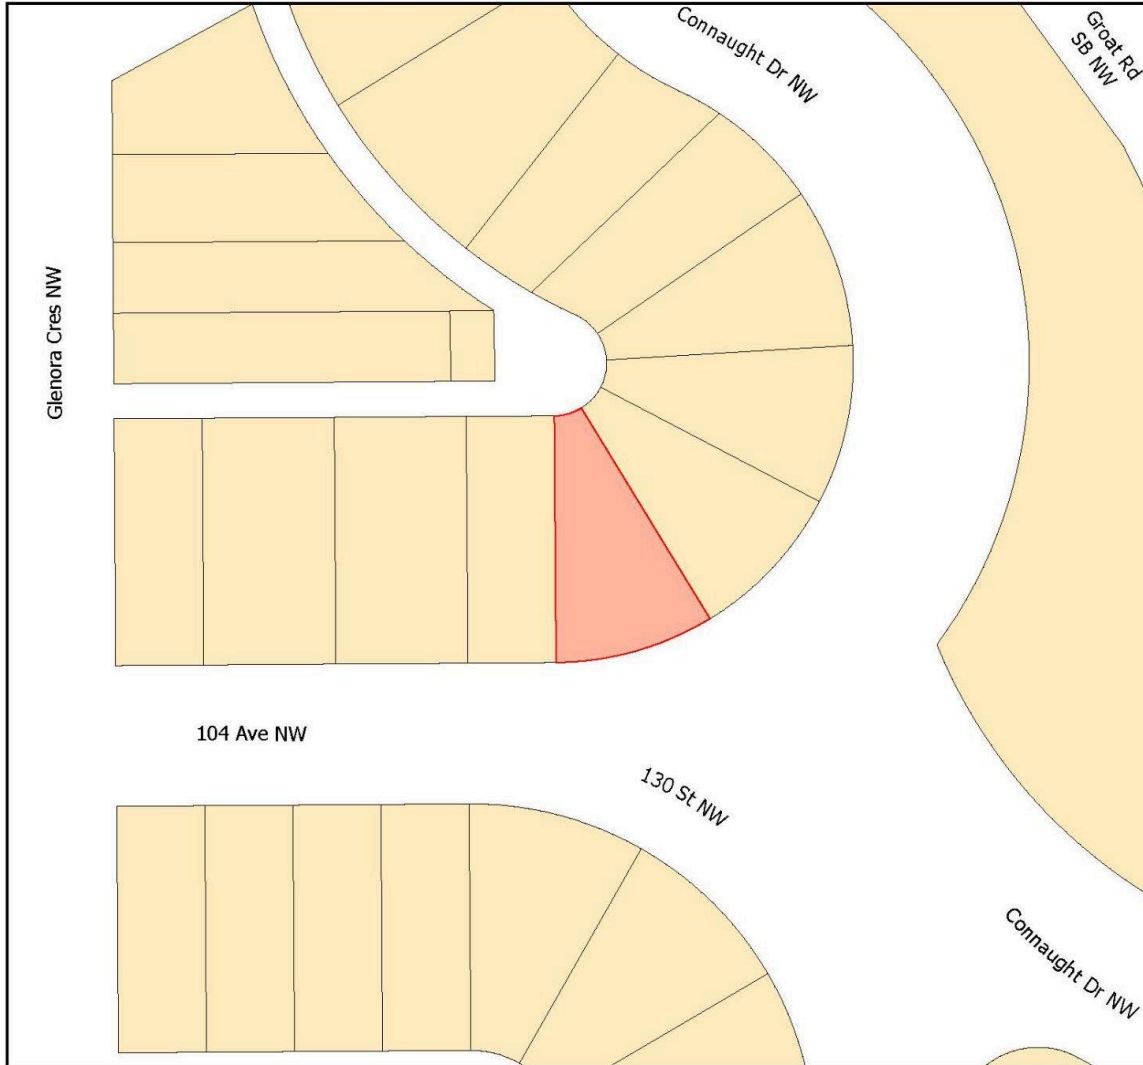 Connaught Dr NW
Groat Rd
SB NW
Glenora Cres NW
104 Ave NW
130 St NW
Connaught Dr NW